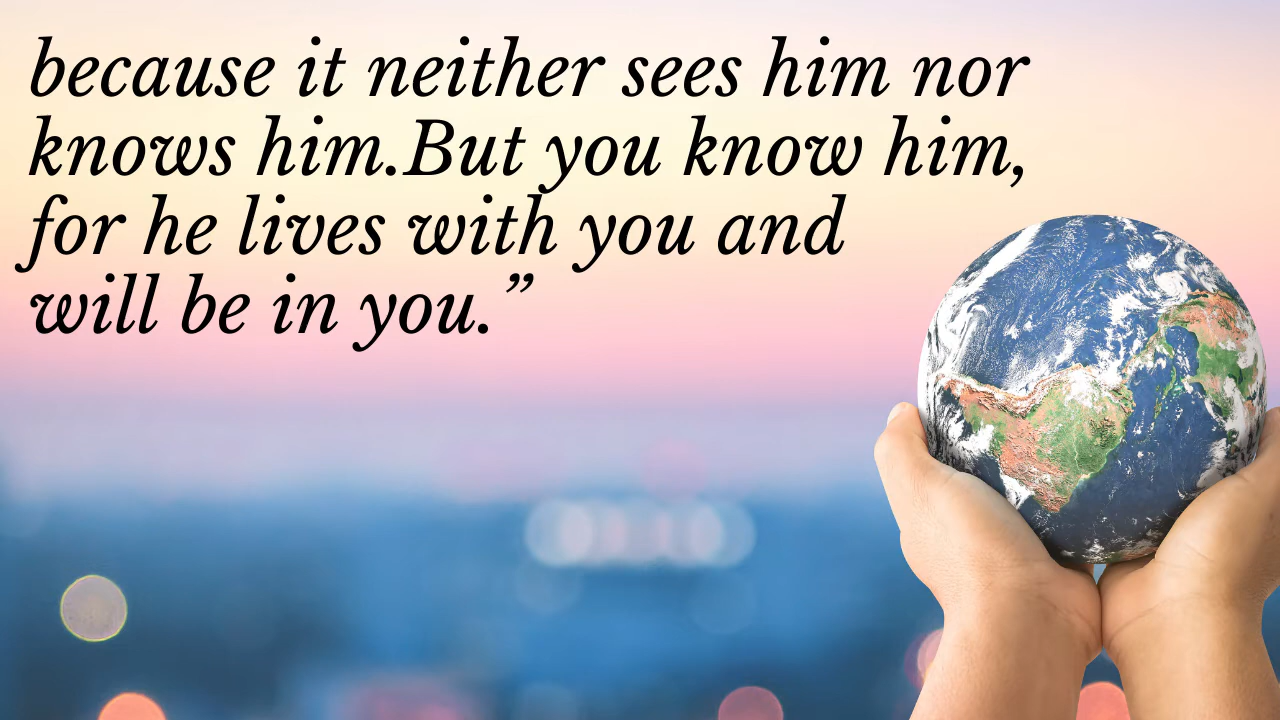 because it neither sees him nor
knows him.But you know him,
for he lives with you and
will be in you.”